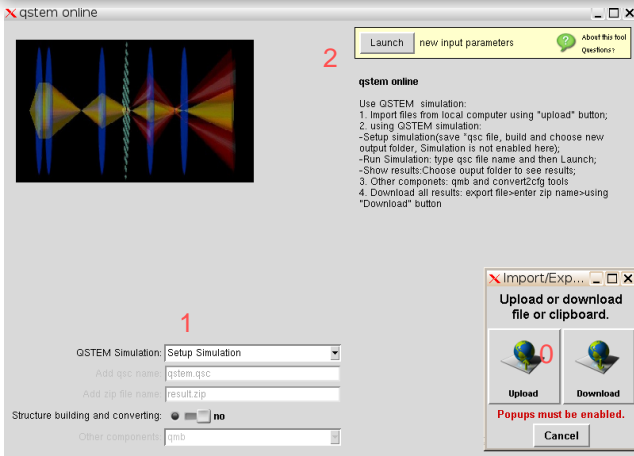 qstem online
2
Launch new input parameters
About this tool
Questions?
qstem online
Use QSTEM simulation:
1. Import files from local computer using "upload" button;
2. using QSTEM simulation:
-Setup simulation(save "qsc file, build and choose new
output folder, Simulation is not enabled here);
-Run Simulation: type qsc file name and then Launch;
-Show results:Choose ouput folder to see results;
3. Other componets: qmb and convert2cfg tools
4. Download all results: export file>enter zip name>using
"Download" button
Import/Exp...
Upload or download
file or clipboard.
0
Upload Download
Popups must be enabled.
Cancel
1
QSTEM Simulation: Setup Simulation
Add qsc name: qstem.qsc
Add zip file name: result.zip
Structure building and converting: no
Other components: qmb